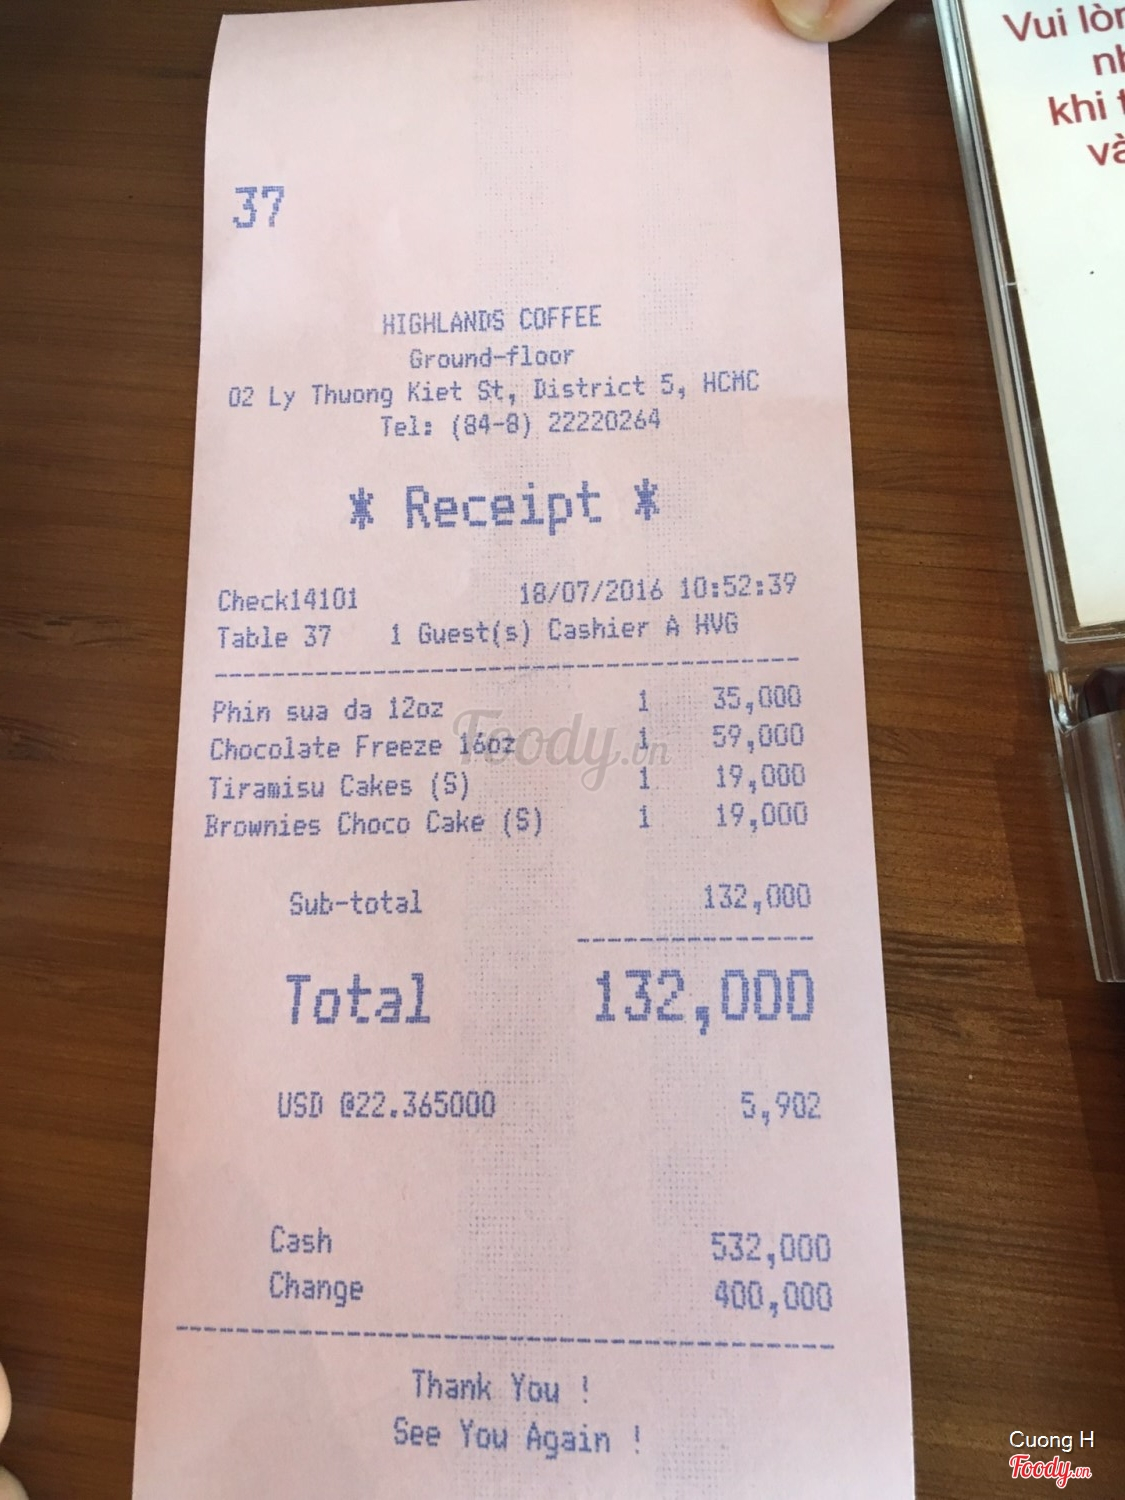 37
HIGHLANDS COFFEE
Ground-floor
02 Ly Thuong Kiet St, District 5, HCMC
Tel: (84-8) 22220264
* Receipt *
Check14101 18/07/2016 10:52:39
Table 37 1 Guest(s) Cashier A HVG
Phin sua da 12oz 1 35,000
Chocolate Freeze 16oz 1 59,000
Tiramisu Cakes (S) 1 19,000
Brownies Choco Cake (S) 1 19,000
Sub-total 132,000
Total 132,000
USD @22.365000 5,902
Cash 532,000
Change 400,000
Thank You !
See You Again !
Foody.vn
Vui
khi
Cuong H
Foody.vn